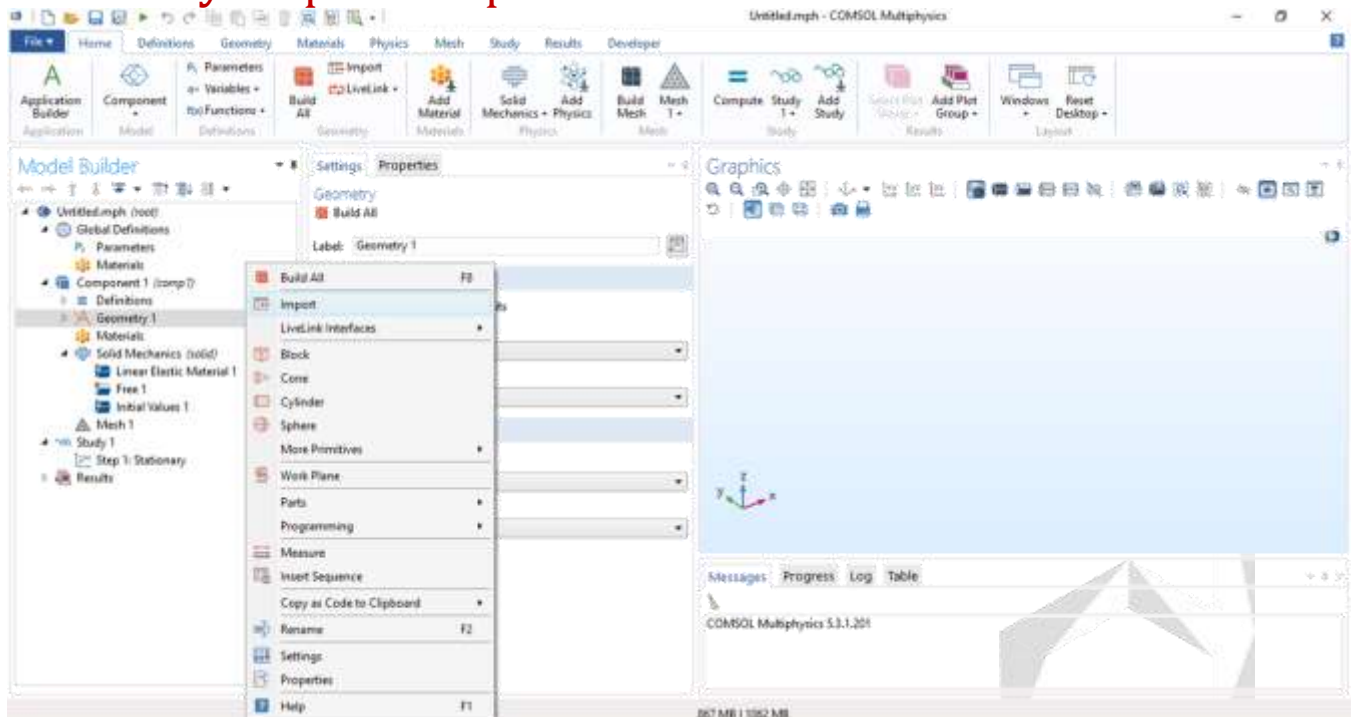 Untitled.mph - COMSOL Multiphysics
File Home Definitions Geometry Materials Physics Mesh Study Results Developer
Application Builder
Component
Pi Parameters
a= Variables
f(x) Functions
Build All
Import
LiveLink
Add Material
Solid Mechanics
Add Physics
Build Mesh
Mesh 1
Compute
Study 1
Add Study
Select Plot Group
Add Plot Group
Windows
Reset Desktop
Application Model Definitions Geometry Materials Physics Mesh Study Results Layout
Model Builder
Untitled.mph (root)
Global Definitions
Pi Parameters
Materials
Component 1 (comp1)
Definitions
Geometry 1
Materials
Solid Mechanics (solid)
Linear Elastic Material 1
Free 1
Initial Values 1
Mesh 1
Study 1
Step 1: Stationary
Results
Settings Properties
Geometry
Build All
Label: Geometry 1
Build All F8
Import
LiveLink Interfaces
Block
Cone
Cylinder
Sphere
More Primitives
Work Plane
Parts
Programming
Measure
Insert Sequence
Copy as Code to Clipboard
Rename F2
Settings
Properties
Help F1
Graphics
z
y x
Messages Progress Log Table
COMSOL Multiphysics 5.3.1.201